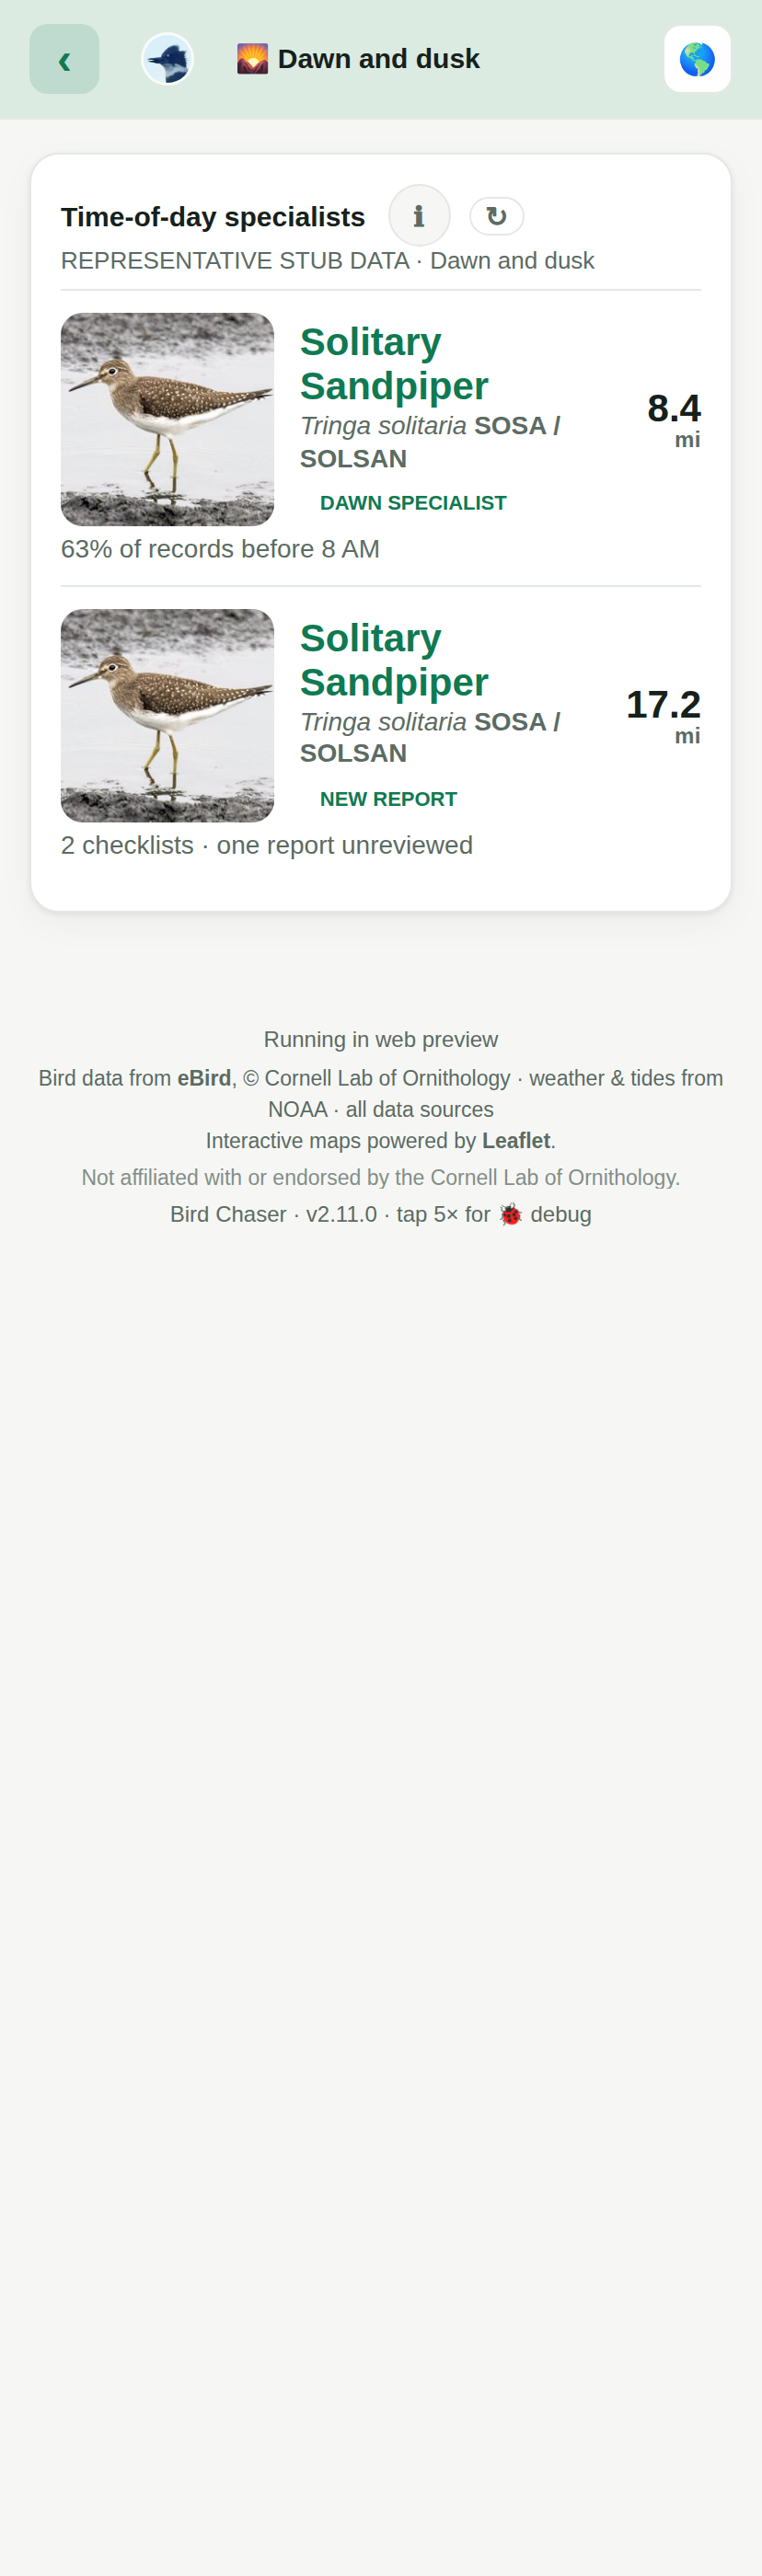 ‹ 🌄 Dawn and dusk
Time-of-day specialists ℹ ↻
REPRESENTATIVE STUB DATA · Dawn and dusk
Solitary
Sandpiper
Tringa solitaria SOSA /
SOLSAN
8.4
mi
DAWN SPECIALIST
63% of records before 8 AM
Solitary
Sandpiper
Tringa solitaria SOSA /
SOLSAN
17.2
mi
NEW REPORT
2 checklists · one report unreviewed
Running in web preview
Bird data from eBird, © Cornell Lab of Ornithology · weather & tides from
NOAA · all data sources
Interactive maps powered by Leaflet.
Not affiliated with or endorsed by the Cornell Lab of Ornithology.
Bird Chaser · v2.11.0 · tap 5× for 🐞 debug